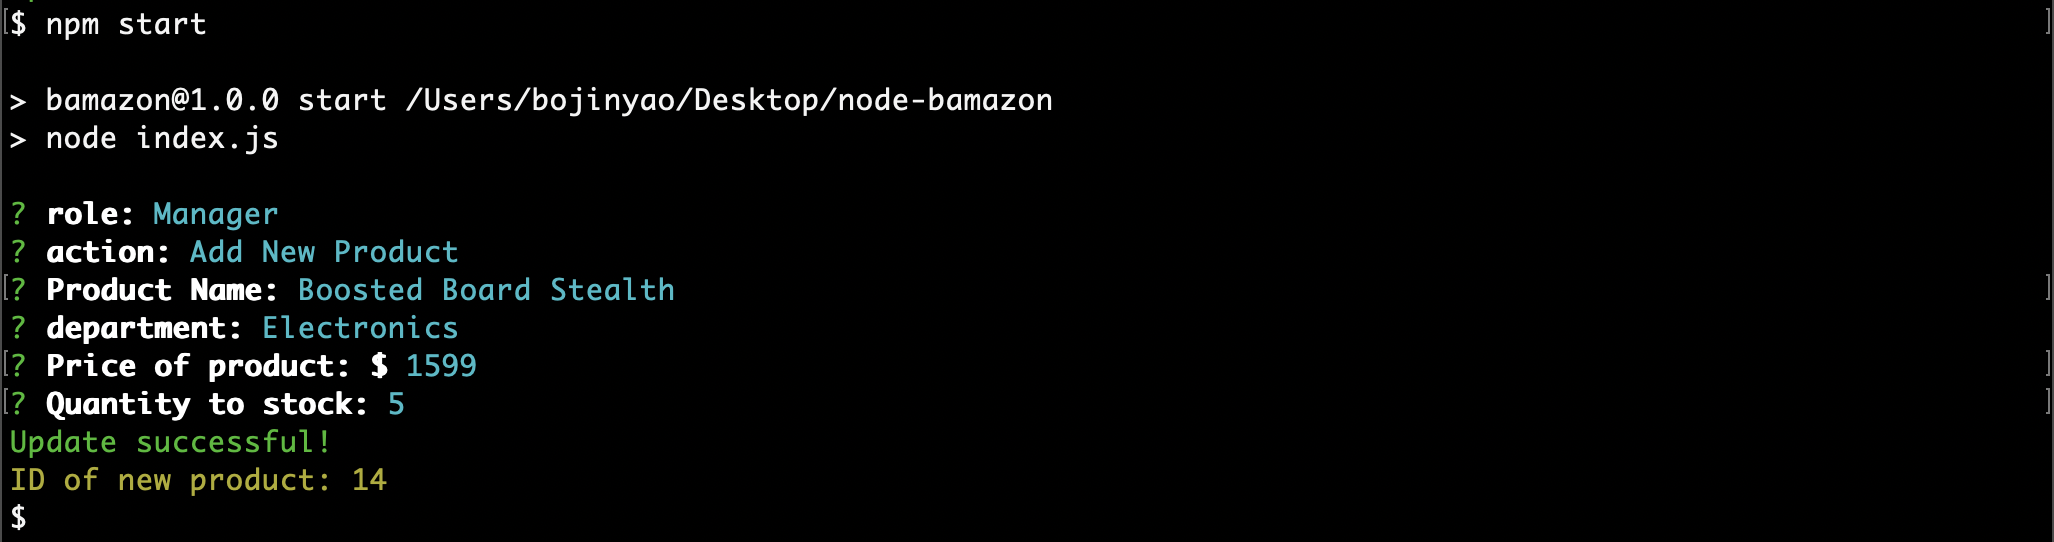 $ npm start
> bamazon@1.0.0 start /Users/bojinyao/Desktop/node-bamazon
> node index.js
? role: Manager
? action: Add New Product
? Product Name: Boosted Board Stealth
? department: Electronics
? Price of product: $ 1599
? Quantity to stock: 5
Update successful!
ID of new product: 14
$